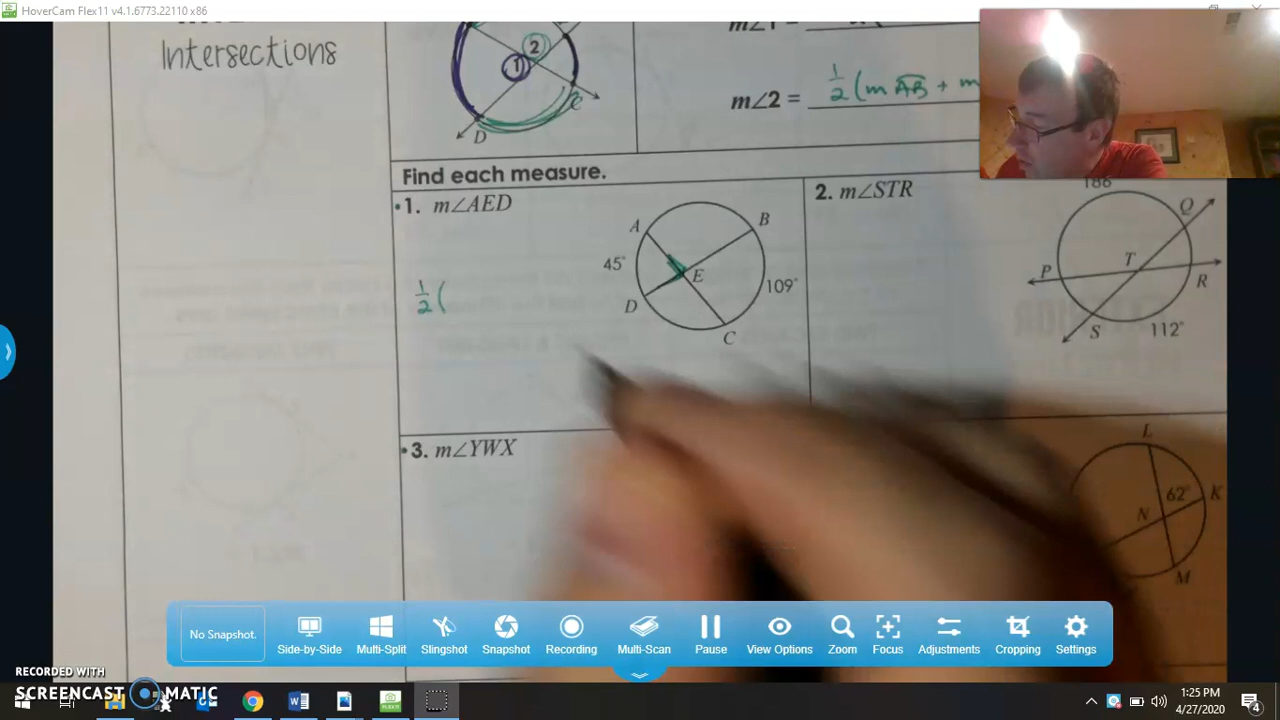 HoverCam Flex11 v4.1.6773.22110 x86
Intersections
1
2
D
C
m∠1 =
m∠2 = 1/2 (m AB + m
Find each measure.
1. m∠AED
1/2 (
A
B
45°
E
109°
D
C
2. m∠STR
186°
Q
P
T
R
S
112°
3. m∠YWX
L
62°
K
N
M
No Snapshot.
Side-by-Side
Multi-Split
Slingshot
Snapshot
Recording
Multi-Scan
Pause
View Options
Zoom
Focus
Adjustments
Cropping
Settings
RECORDED WITH
SCREENCAST MATIC
1:25 PM
4/27/2020
4